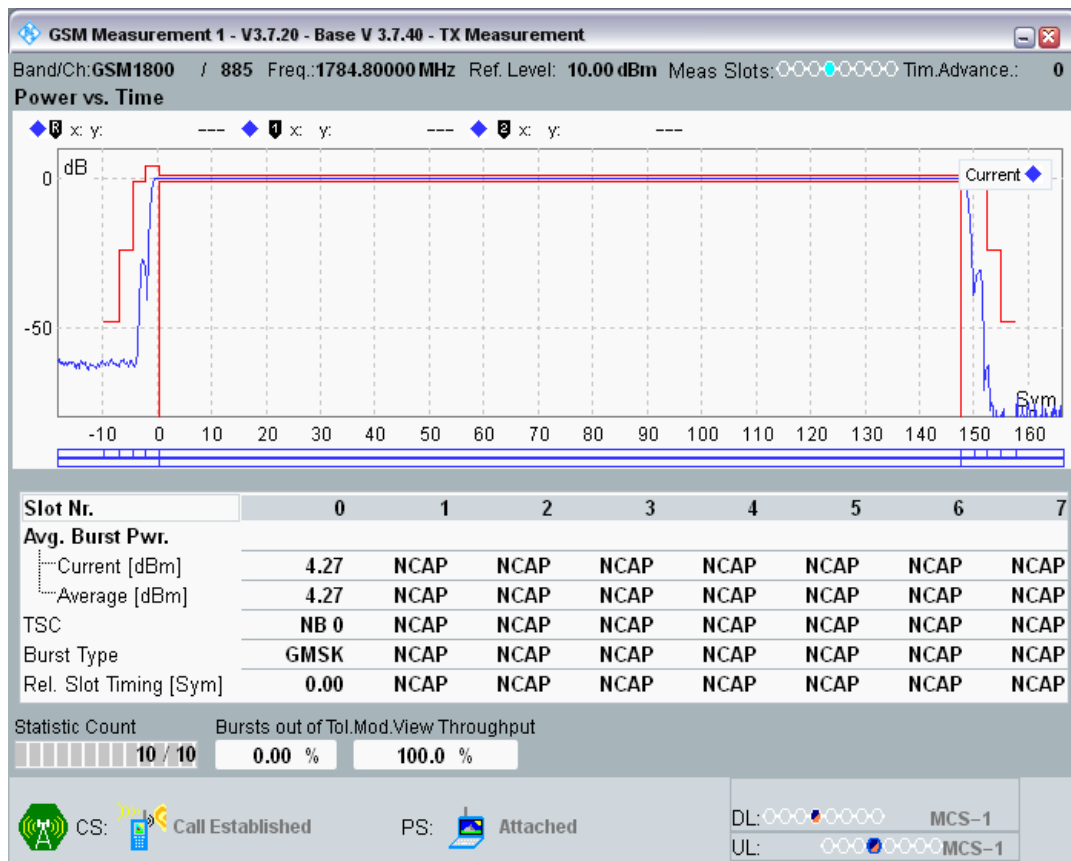 GSM Measurement 1 - V3.7.20 - Base V 3.7.40 - TX Measurement
Band/Ch:GSM1800 / 885 Freq.:1784.80000 MHz Ref. Level: 10.00 dBm Meas Slots: Tim.Advance.: 0
Power vs. Time
R x: y: --- 1 x: y: --- 2 x: y: ---
dB
Current
0
-50
Sym
-10 0 10 20 30 40 50 60 70 80 90 100 110 120 130 140 150 160
Slot Nr. 0 1 2 3 4 5 6 7
Avg. Burst Pwr.
Current [dBm] 4.27 NCAP NCAP NCAP NCAP NCAP NCAP NCAP
Average [dBm] 4.27 NCAP NCAP NCAP NCAP NCAP NCAP NCAP
TSC NB 0 NCAP NCAP NCAP NCAP NCAP NCAP NCAP
Burst Type GMSK NCAP NCAP NCAP NCAP NCAP NCAP NCAP
Rel. Slot Timing [Sym] 0.00 NCAP NCAP NCAP NCAP NCAP NCAP NCAP
Statistic Count Bursts out of Tol.Mod.View Throughput
10 / 10 0.00 % 100.0 %
CS: Call Established PS: Attached
DL: MCS-1
UL: MCS-1